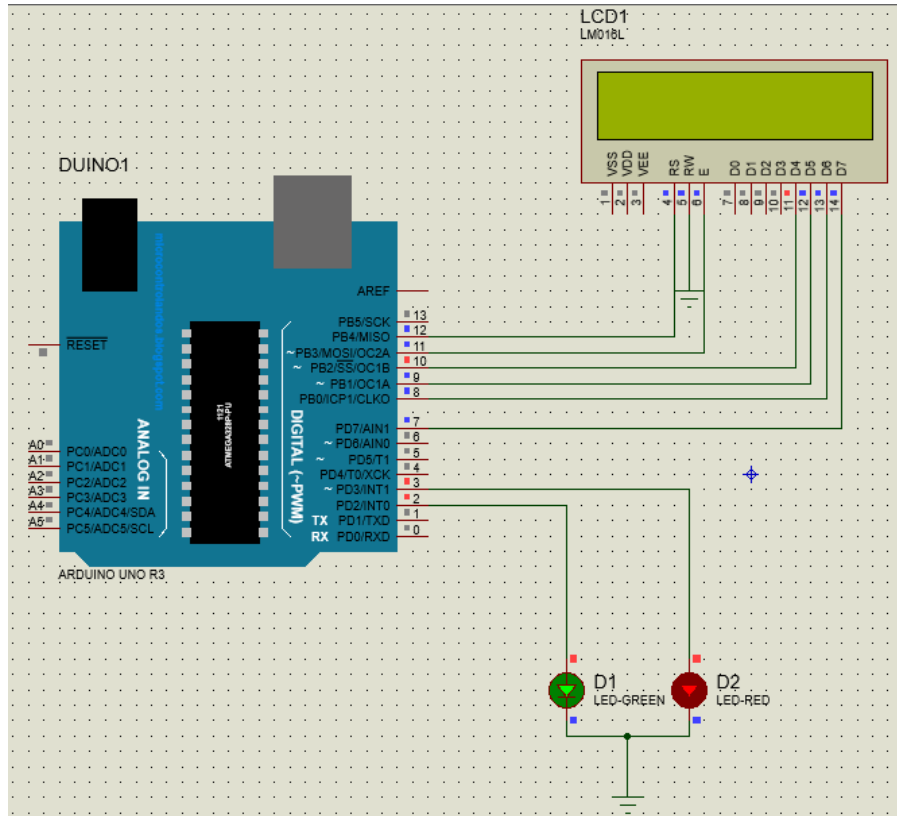 LCD1
LM016L
VSS
VDD
VEE
RS
RW
E
D0
D1
D2
D3
D4
D5
D6
D7
1
2
3
4
5
6
7
8
9
10
11
12
13
14
DUINO1
microcontrolandos.blogspot.com
AREF
RESET
PB5/SCK 13
PB4/MISO 12
~PB3/MOSI/OC2A 11
~ PB2/SS/OC1B 10
~ PB1/OC1A 9
PB0/ICP1/CLKO 8
PD7/AIN1 7
~ PD6/AIN0 6
~ PD5/T1 5
PD4/T0/XCK 4
~ PD3/INT1 3
PD2/INT0 2
TX PD1/TXD 1
RX PD0/RXD 0
1121
ATMEGA328P-PU
DIGITAL (~PWM)
ANALOG IN
A0 PC0/ADC0
A1 PC1/ADC1
A2 PC2/ADC2
A3 PC3/ADC3
A4 PC4/ADC4/SDA
A5 PC5/ADC5/SCL
ARDUINO UNO R3
D1
LED-GREEN
D2
LED-RED